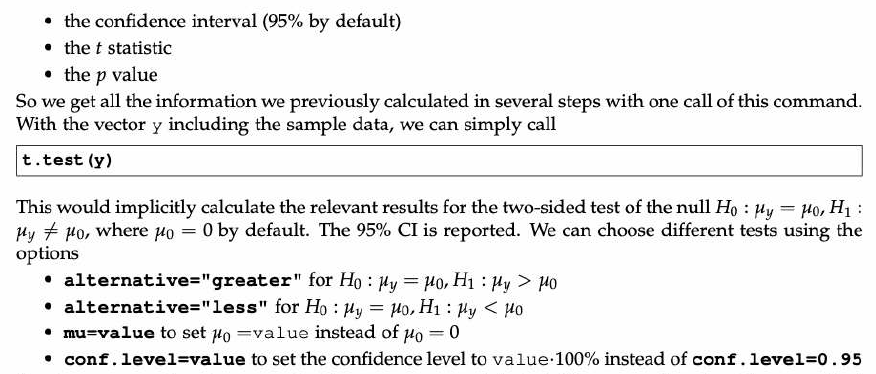 • the confidence interval (95% by default)
• the t statistic
• the p value
So we get all the information we previously calculated in several steps with one call of this command.
With the vector y including the sample data, we can simply call
t.test(y)
This would implicitly calculate the relevant results for the two-sided test of the null H₀ : μy = μ₀, H₁ :
μy ≠ μ₀, where μ₀ = 0 by default. The 95% CI is reported. We can choose different tests using the
options
• alternative="greater" for H₀ : μy = μ₀, H₁ : μy > μ₀
• alternative="less" for H₀ : μy = μ₀, H₁ : μy < μ₀
• mu=value to set μ₀ =value instead of μ₀ = 0
• conf.level=value to set the confidence level to value·100% instead of conf.level=0.95